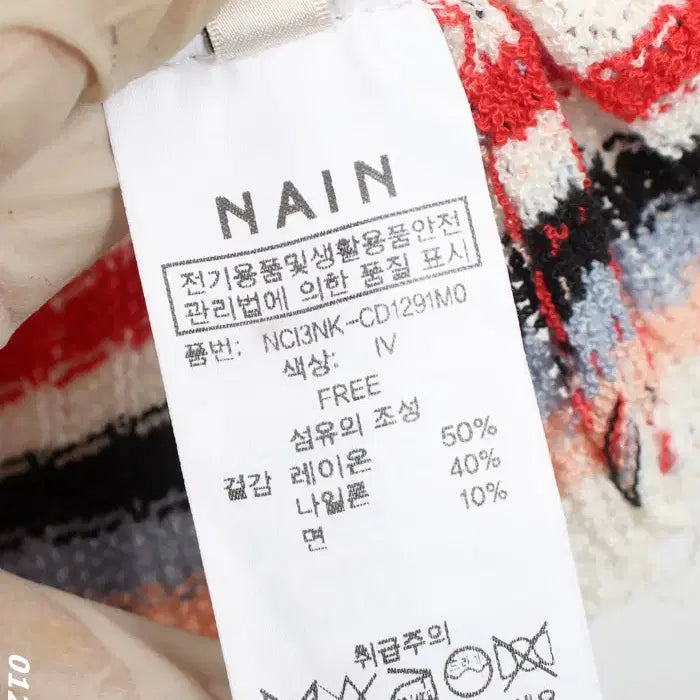 NAIN
전기용품및생활용품안전
관리법에 의한 품질 표시
품번: NCI3NK-CD1291M0
색상: IV
FREE
섬유의 조성
겉감 레이온 50%
나일론 40%
면 10%
취급주의
012